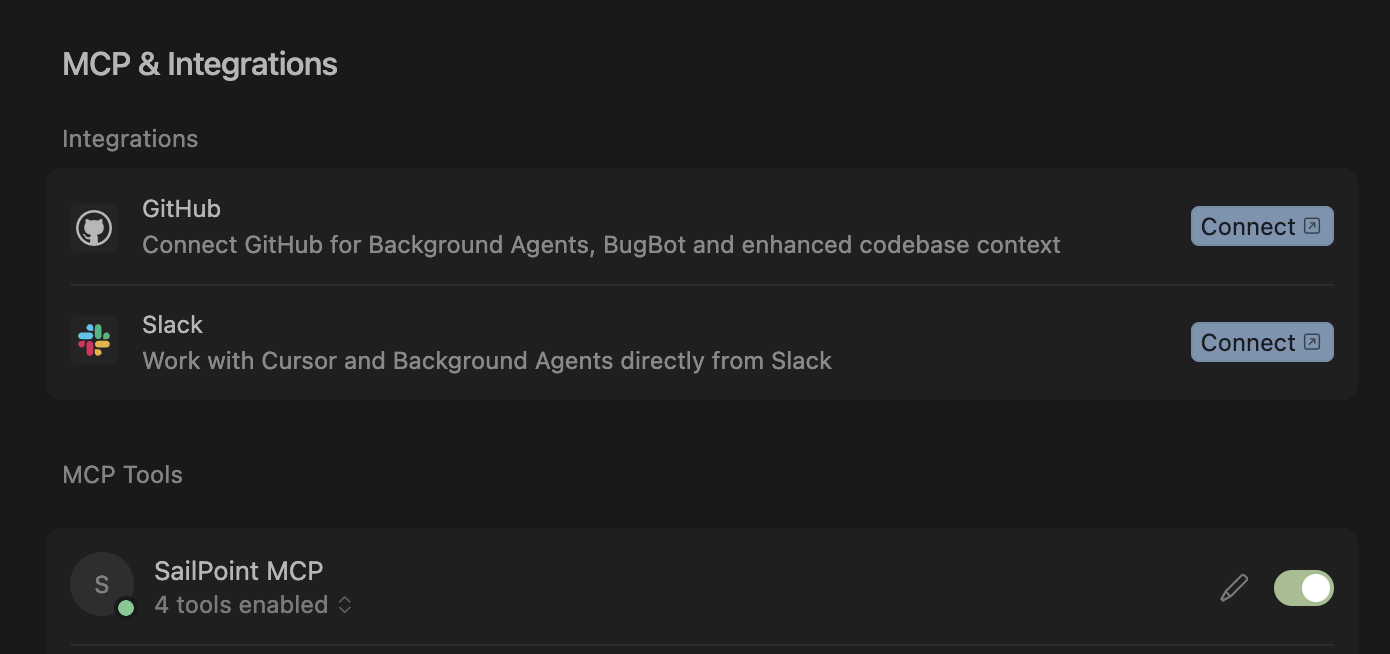 MCP & Integrations
Integrations
GitHub
Connect GitHub for Background Agents, BugBot and enhanced codebase context
Connect
Slack
Work with Cursor and Background Agents directly from Slack
Connect
MCP Tools
S
SailPoint MCP
4 tools enabled